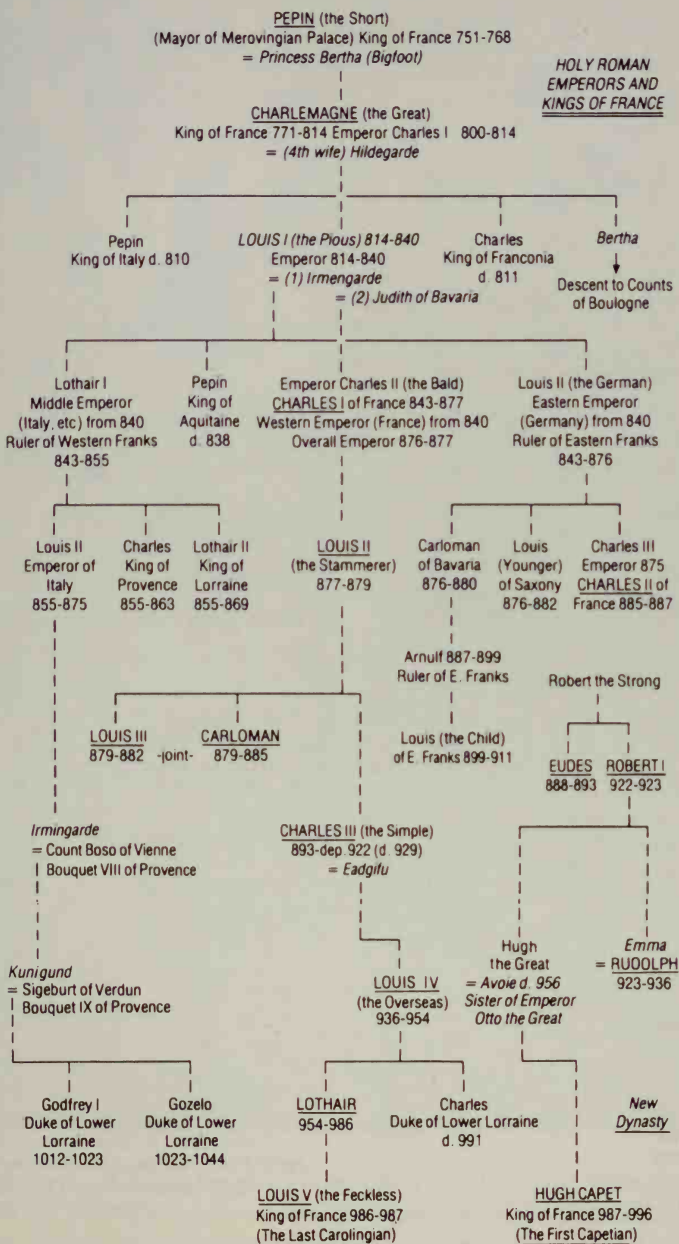 PEPIN (the Short)
(Mayor of Merovingian Palace) King of France 751-768
= Princess Bertha (Bigfoot)
HOLY ROMAN
EMPERORS AND
KINGS OF FRANCE
CHARLEMAGNE (the Great)
King of France 771-814 Emperor Charles I 800-814
= (4th wife) Hildegarde
Pepin
King of Italy d. 810
LOUIS I (the Pious) 814-840
Emperor 814-840
= (1) Irmengarde
= (2) Judith of Bavaria
Charles
King of Franconia
d. 811
Bertha
Descent to Counts
of Boulogne
Lothair I
Middle Emperor
(Italy, etc) from 840
Ruler of Western Franks
843-855
Pepin
King of
Aquitaine
d. 838
Emperor Charles II (the Bald)
CHARLES I of France 843-877
Western Emperor (France) from 840
Overall Emperor 876-877
Louis II (the German)
Eastern Emperor
(Germany) from 840
Ruler of Eastern Franks
843-876
Louis II
Emperor of
Italy
855-875
Charles
King of
Provence
855-863
Lothair II
King of
Lorraine
855-869
LOUIS II
(the Stammerer)
877-879
Carloman
of Bavaria
876-880
Louis
(Younger)
of Saxony
876-882
Charles III
Emperor 875
CHARLES II of
France 885-887
Arnulf 887-899
Ruler of E. Franks
Robert the Strong
LOUIS III
879-882 -joint-
CARLOMAN
879-885
Louis (the Child)
of E. Franks 899-911
EUDES
888-893
ROBERT I
922-923
Irmingarde
= Count Boso of Vienne
Bouquet VIII of Provence
CHARLES III (the Simple)
893-dep. 922 (d. 929)
= Eadgifu
Kunigund
= Sigeburt of Verdun
Bouquet IX of Provence
LOUIS IV
(the Overseas)
936-954
Hugh
the Great
= Avoie d. 956
Sister of Emperor
Otto the Great
Emma
= RUDOLPH
923-936
Godfrey I
Duke of Lower
Lorraine
1012-1023
Gozelo
Duke of Lower
Lorraine
1023-1044
LOTHAIR
954-986
Charles
Duke of Lower Lorraine
d. 991
New
Dynasty
LOUIS V (the Feckless)
King of France 986-987
(The Last Carolingian)
HUGH CAPET
King of France 987-996
(The First Capetian)